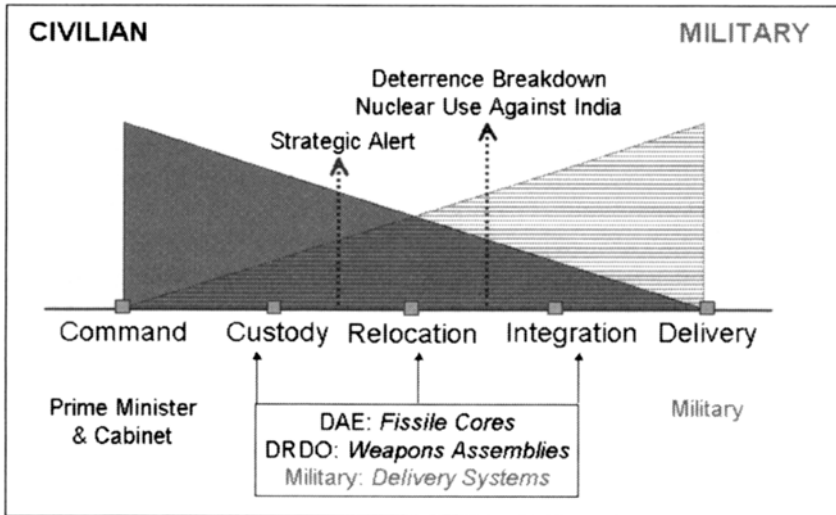 CIVILIAN
MILITARY
Deterrence Breakdown
Nuclear Use Against India
Strategic Alert
Command
Custody
Relocation
Integration
Delivery
Prime Minister
& Cabinet
DAE: Fissile Cores
DRDO: Weapons Assemblies
Military: Delivery Systems
Military